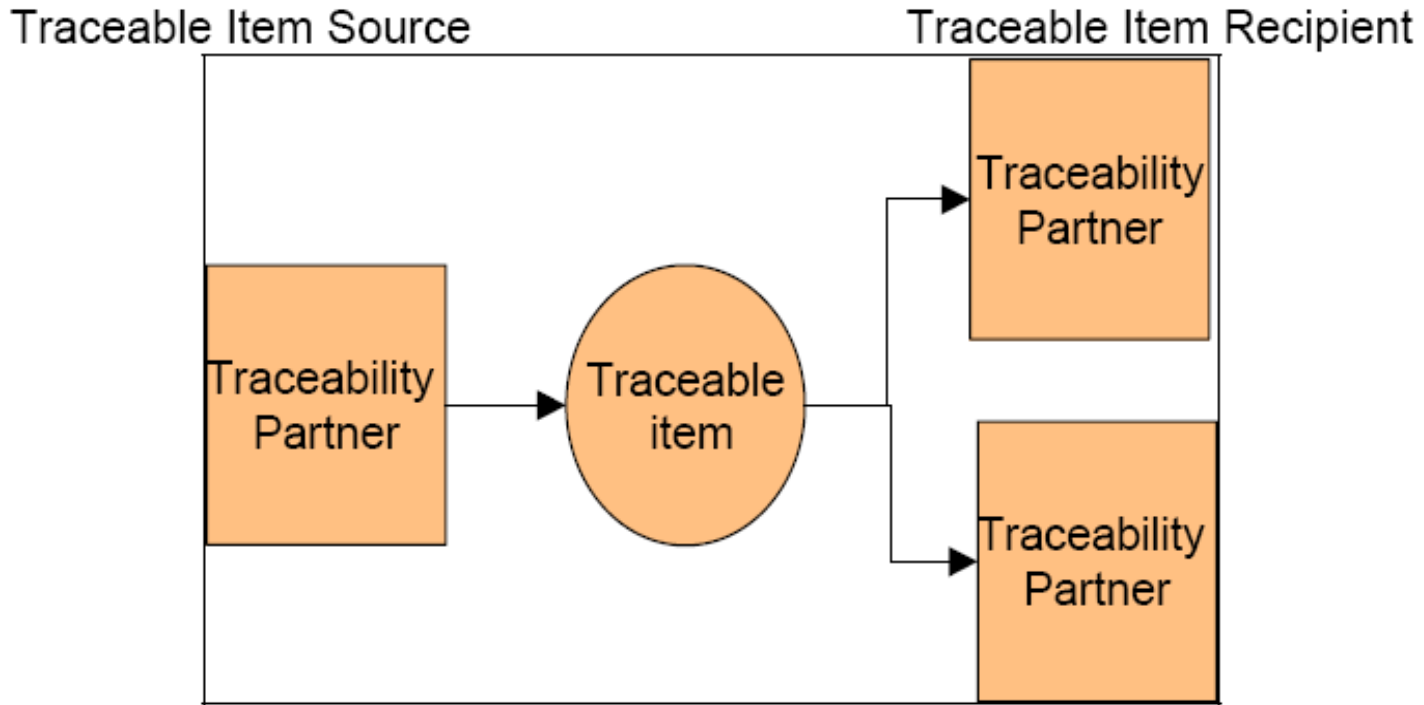 Traceable Item Source
Traceable Item Recipient
Traceability
Partner
Traceable
item
Traceability
Partner
Traceability
Partner